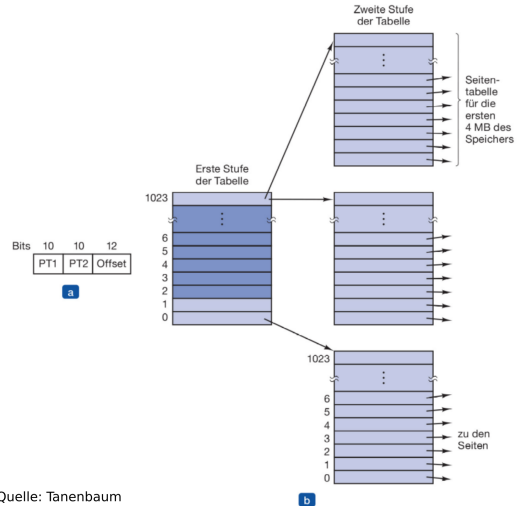 Zweite Stufe
der Tabelle
Seiten-
tabelle
für die
ersten
4 MB des
Speichers
Erste Stufe
der Tabelle
1023
6
5
4
3
2
1
0
Bits 10 10 12
PT1 PT2 Offset
a
1023
6
5
4
3
2
1
0
zu den
Seiten
b
Quelle: Tanenbaum